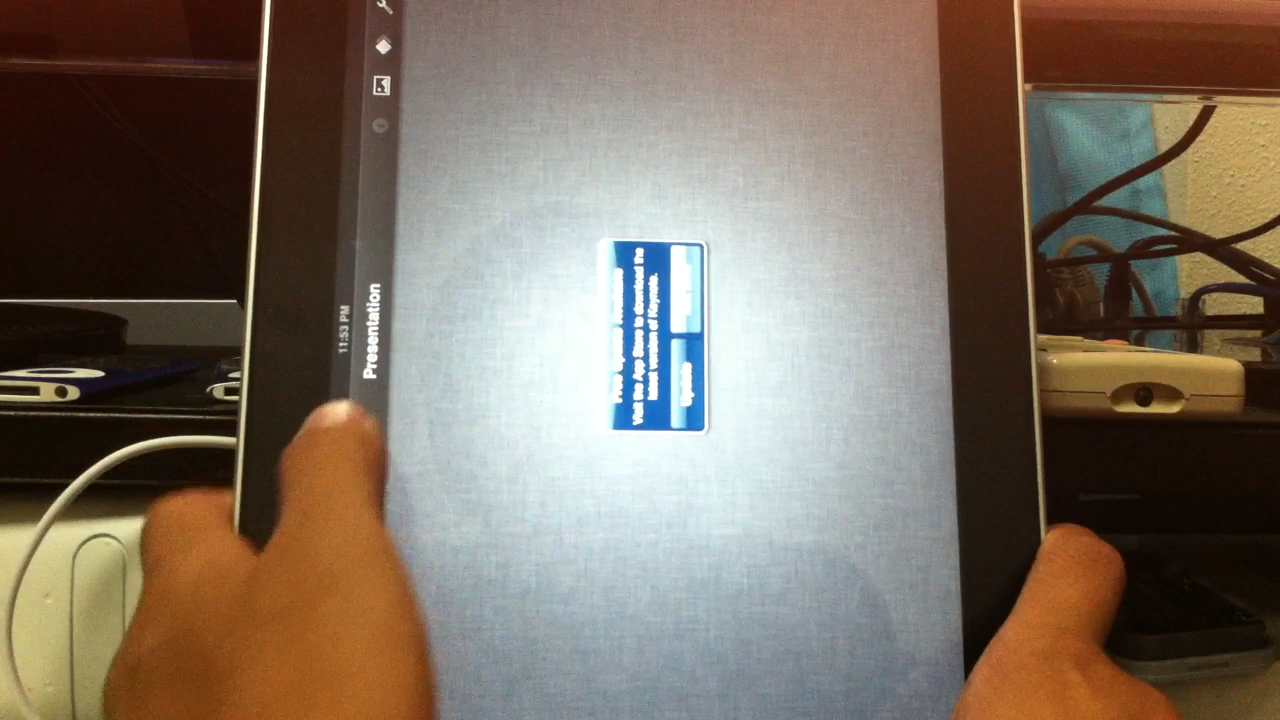 11:53 PM
Presentation
Visit the App Store to download the
latest version of Keynote.
Update